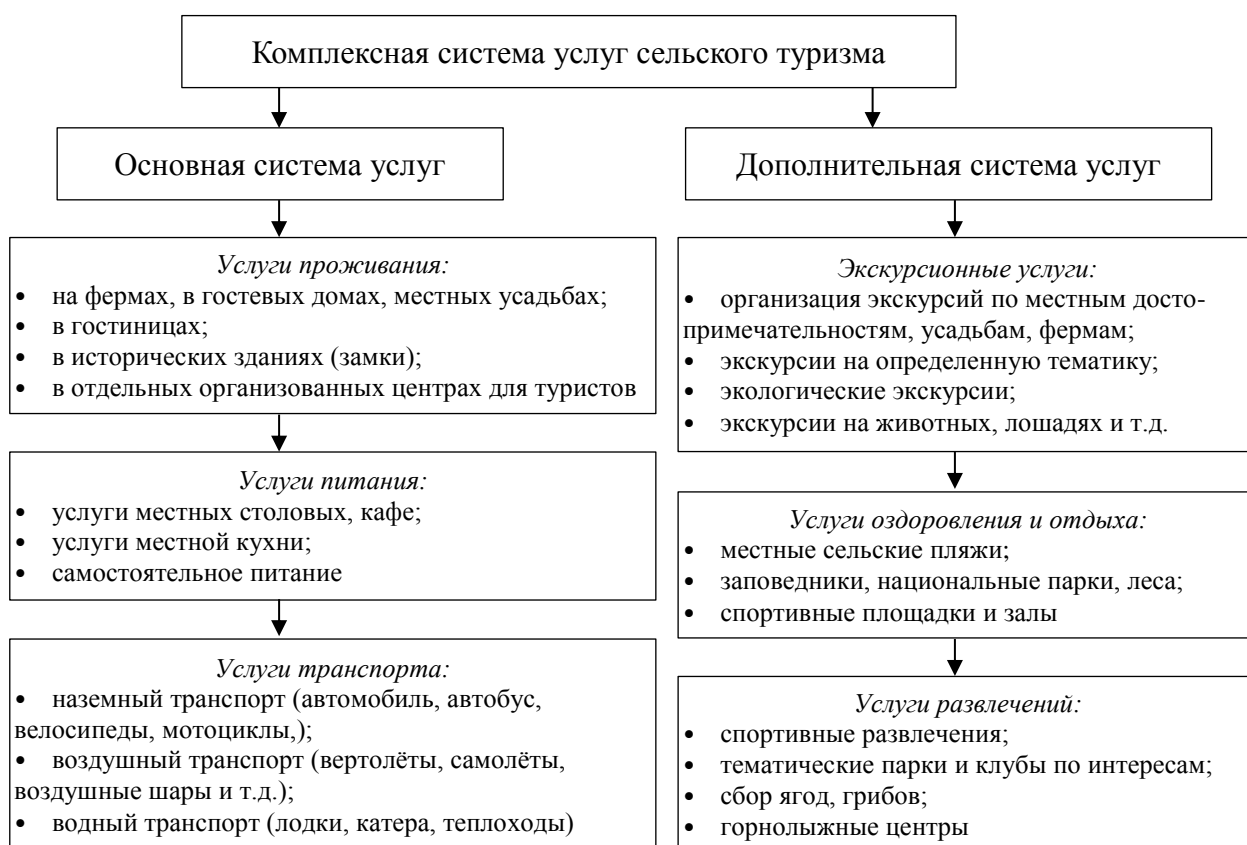 Комплексная система услуг сельского туризма
Основная система услуг
Дополнительная система услуг
Услуги проживания:
• на фермах, в гостевых домах, местных усадьбах;
• в гостиницах;
• в исторических зданиях (замки);
• в отдельных организованных центрах для туристов
Услуги питания:
• услуги местных столовых, кафе;
• услуги местной кухни;
• самостоятельное питание
Услуги транспорта:
• наземный транспорт (автомобиль, автобус,
велосипеды, мотоциклы,);
• воздушный транспорт (вертолёты, самолёты,
воздушные шары и т.д.);
• водный транспорт (лодки, катера, теплоходы)
Экскурсионные услуги:
• организация экскурсий по местным досто-
примечательностям, усадьбам, фермам;
• экскурсии на определенную тематику;
• экологические экскурсии;
• экскурсии на животных, лошадях и т.д.
Услуги оздоровления и отдыха:
• местные сельские пляжи;
• заповедники, национальные парки, леса;
• спортивные площадки и залы
Услуги развлечений:
• спортивные развлечения;
• тематические парки и клубы по интересам;
• сбор ягод, грибов;
• горнолыжные центры